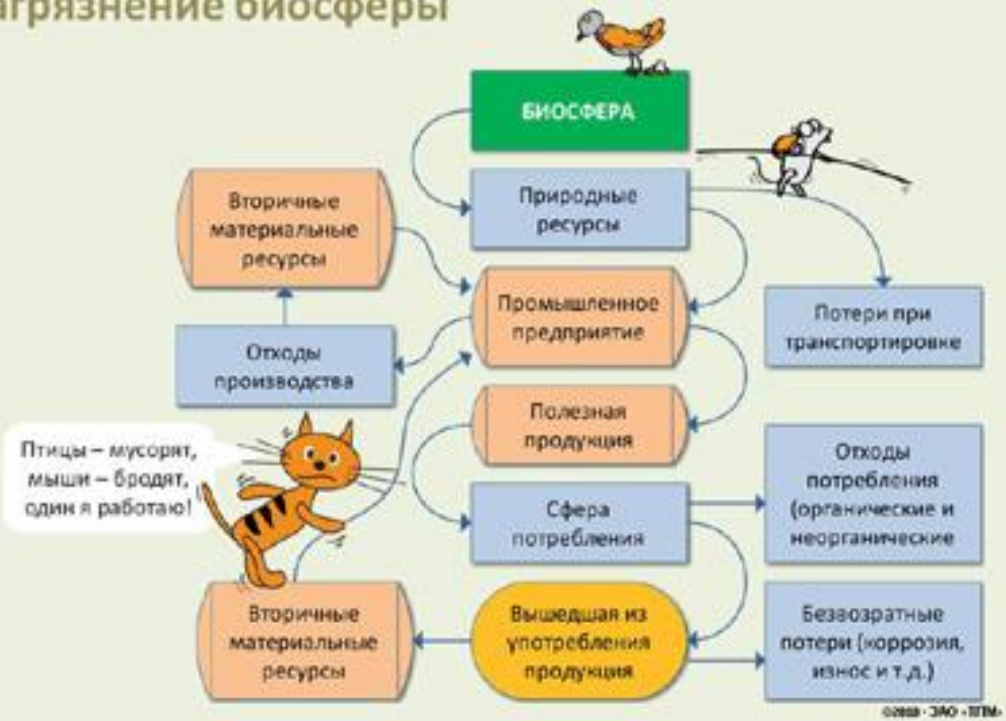 агрязнение биосферы
БИОСФЕРА
Природные
ресурсы
Вторичные
материальные
ресурсы
Промышленное
предприятие
Потери при
транспортировке
Отходы
производства
Полезная
продукция
Птицы – мусорят,
мыши – бродят,
один я работаю!
Сфера
потребления
Отходы
потребления
(органические и
неорганические
Вторичные
материальные
ресурсы
Вышедшая из
употребления
продукция
Безвозратные
потери (коррозия,
износ и т.д.)
ЗАО